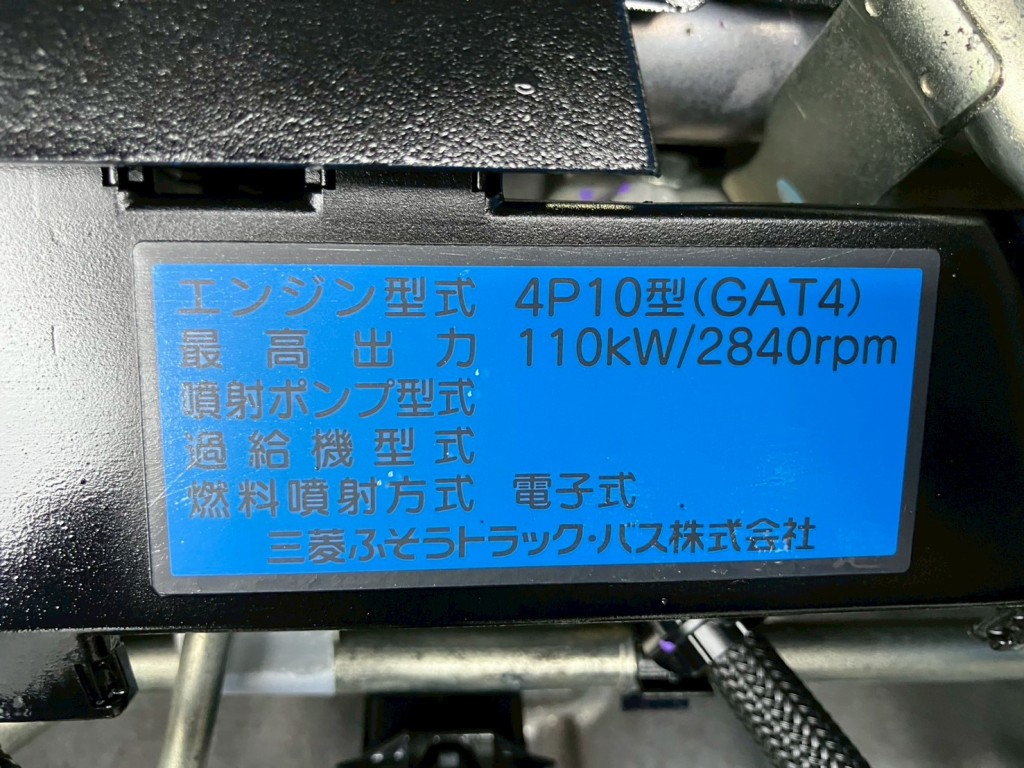 エンジン型式 4P10型(GAT4)
最高出力 110kW/2840rpm
噴射ポンプ型式
過給機型式
燃料噴射方式 電子式
三菱ふそうトラック・バス株式会社